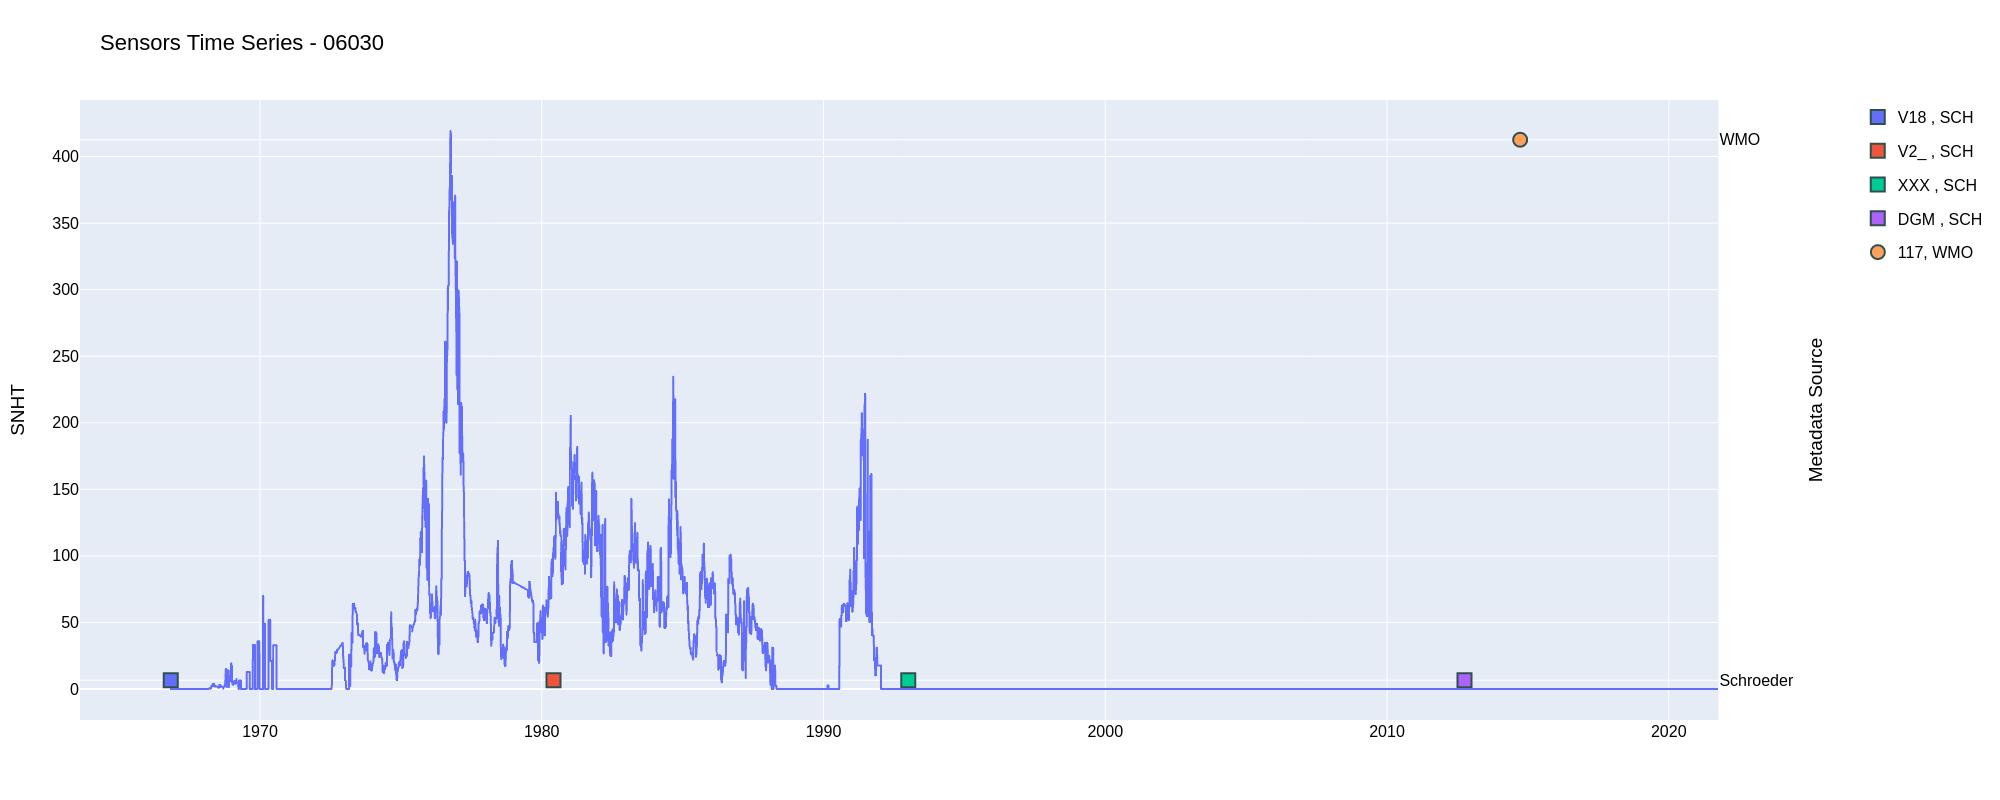 Sensors Time Series - 06030
SNHT
400
350
300
250
200
150
100
50
0
1970
1980
1990
2000
2010
2020
WMO
Schroeder
Metadata Source
V18 , SCH
V2_ , SCH
XXX , SCH
DGM , SCH
117, WMO